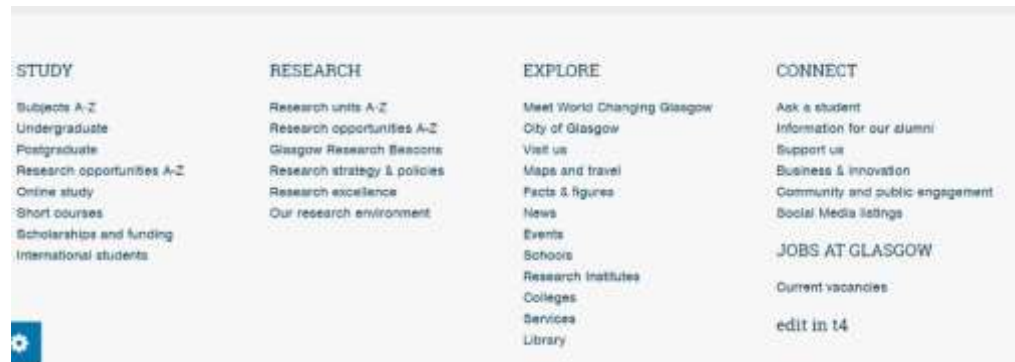 STUDY
Subjects A-Z
Undergraduate
Postgraduate
Research opportunities A-Z
Online study
Short courses
Scholarships and funding
International students
RESEARCH
Research units A-Z
Research opportunities A-Z
Glasgow Research Beacons
Research strategy & policies
Research excellence
Our research environment
EXPLORE
Meet World Changing Glasgow
City of Glasgow
Visit us
Maps and travel
Facts & figures
News
Events
Schools
Research Institutes
Colleges
Services
Library
CONNECT
Ask a student
Information for our alumni
Support us
Business & innovation
Community and public engagement
Social Media listings
JOBS AT GLASGOW
Current vacancies
edit in t4